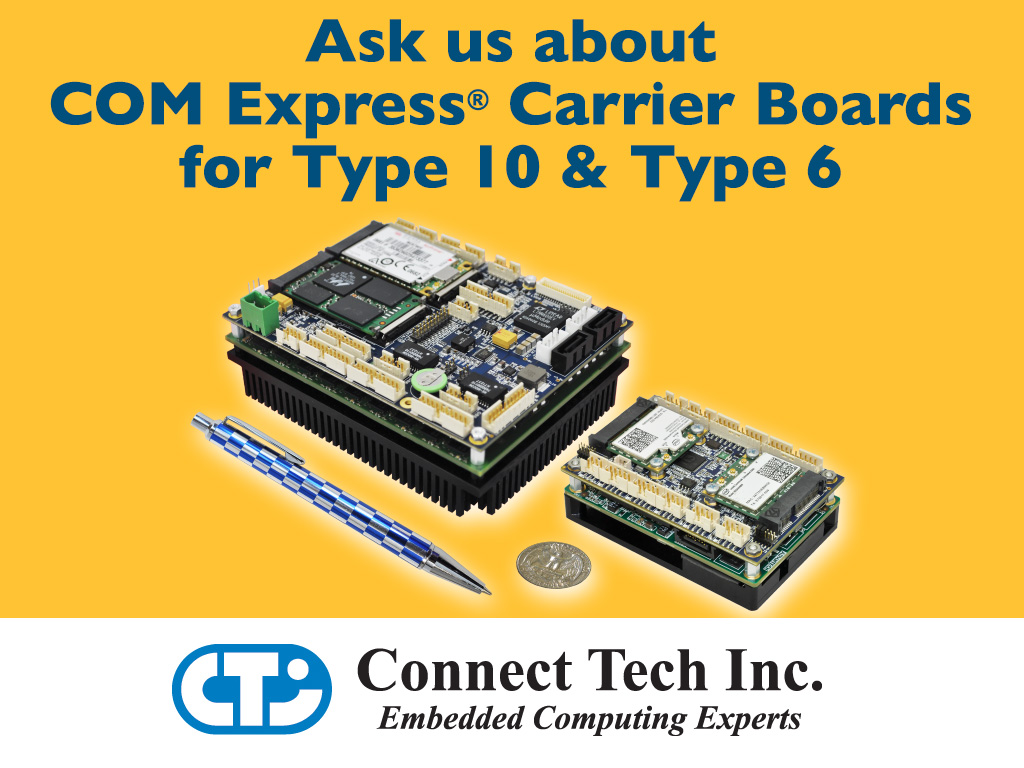 Ask us about
COM Express® Carrier Boards
for Type 10 & Type 6
CTi
Connect Tech Inc.
Embedded Computing Experts